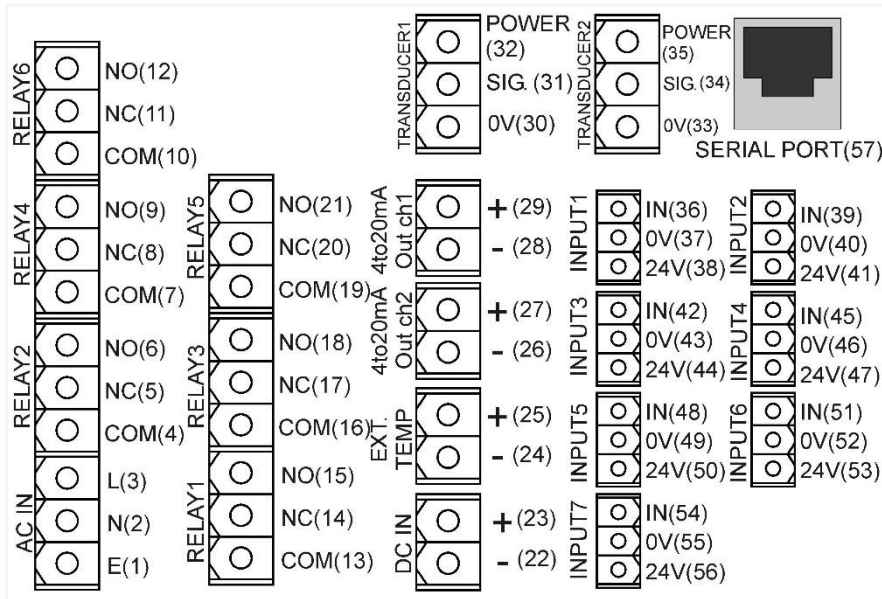 RELAY6
NO(12)
NC(11)
COM(10)
RELAY4
NO(9)
NC(8)
COM(7)
RELAY2
NO(6)
NC(5)
COM(4)
AC IN
L(3)
N(2)
E(1)
RELAY5
NO(21)
NC(20)
COM(19)
RELAY3
NO(18)
NC(17)
COM(16)
RELAY1
NO(15)
NC(14)
COM(13)
TRANSDUCER1
POWER
(32)
SIG. (31)
0V(30)
TRANSDUCER2
POWER
(35)
SIG.(34)
0V(33)
SERIAL PORT(57)
4to20mA
Out ch1
+ (29)
- (28)
4to20mA
Out ch2
+ (27)
- (26)
EXT.
TEMP
+ (25)
- (24)
DC IN
+ (23)
- (22)
INPUT1
IN(36)
0V(37)
24V(38)
INPUT2
IN(39)
0V(40)
24V(41)
INPUT3
IN(42)
0V(43)
24V(44)
INPUT4
IN(45)
0V(46)
24V(47)
INPUT5
IN(48)
0V(49)
24V(50)
INPUT6
IN(51)
0V(52)
24V(53)
INPUT7
IN(54)
0V(55)
24V(56)